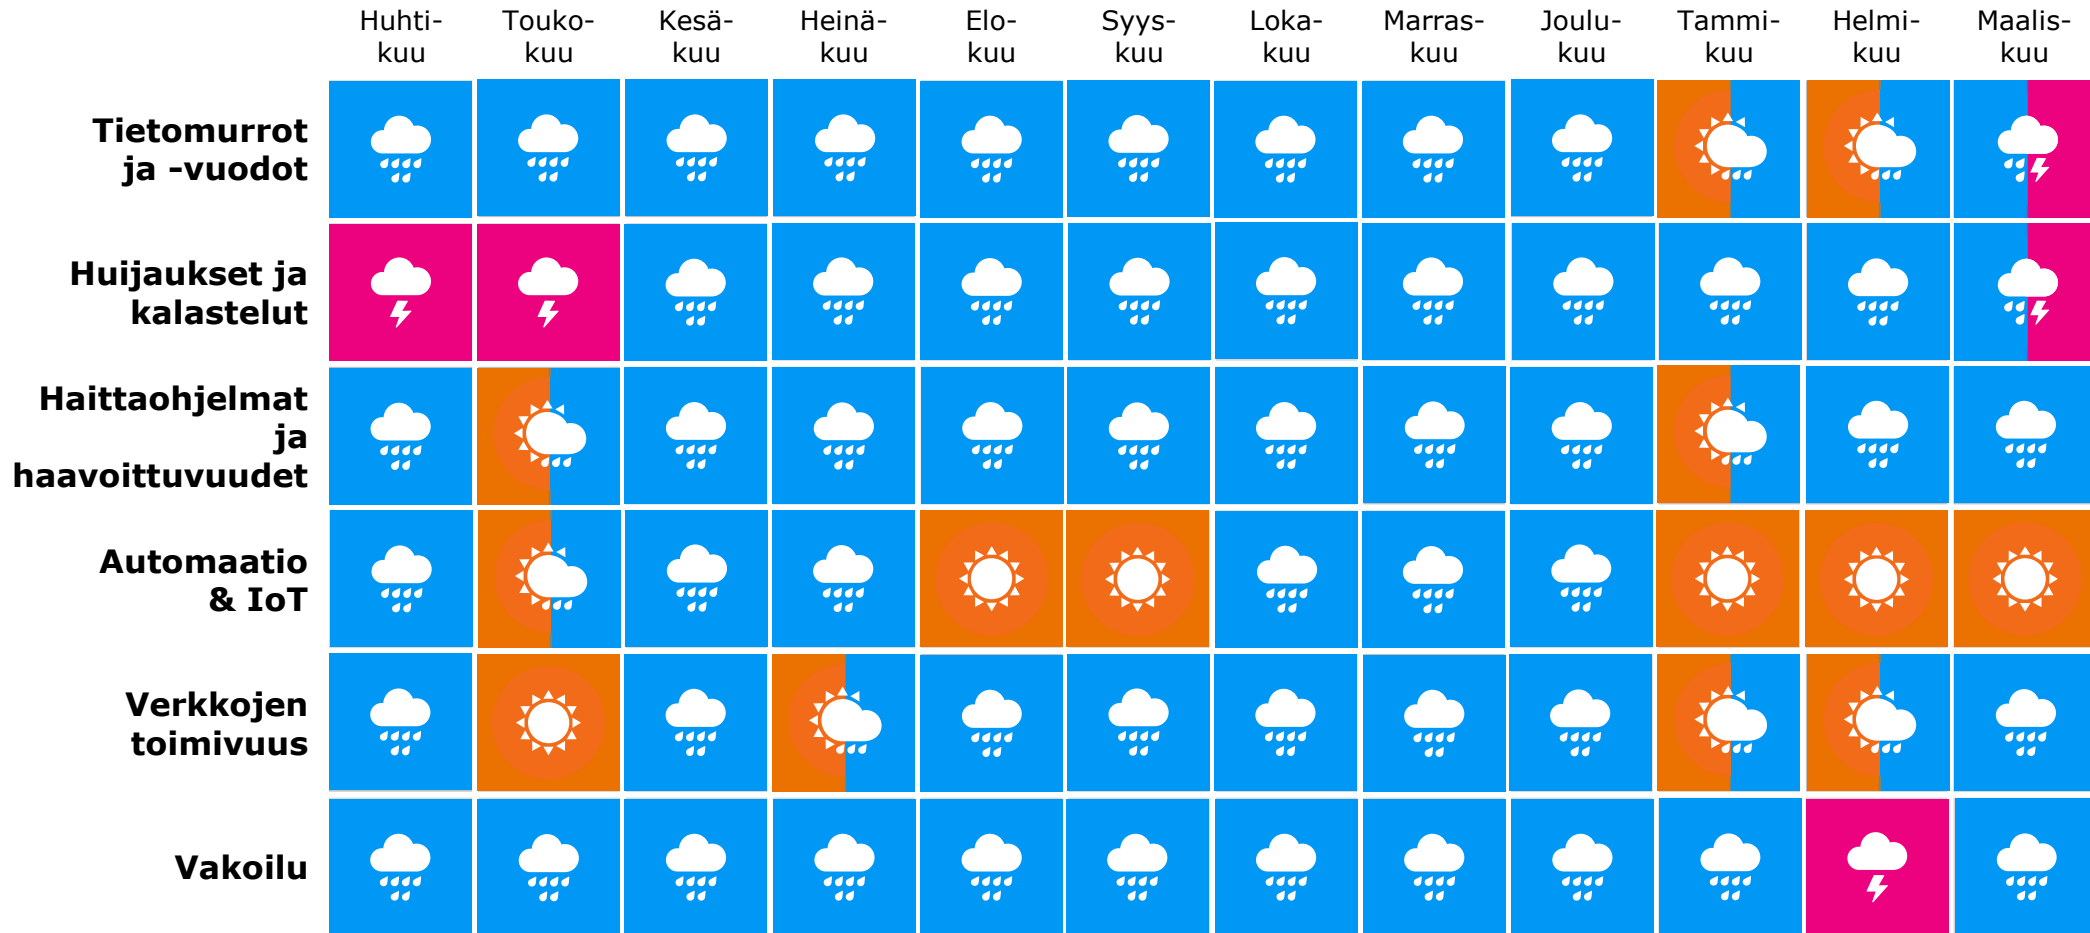 Huhti- Touko- Kesä- Heinä- Elo- Syys- Loka- Marras- Joulu- Tammi- Helmi- Maalis-
kuu kuu kuu kuu kuu kuu kuu kuu kuu kuu kuu kuu
Tietomurrot
ja -vuodot
Huijaukset ja
kalastelut
Haittaohjelmat
ja
haavoittuvuudet
Automaatio
& IoT
Verkkojen
toimivuus
Vakoilu